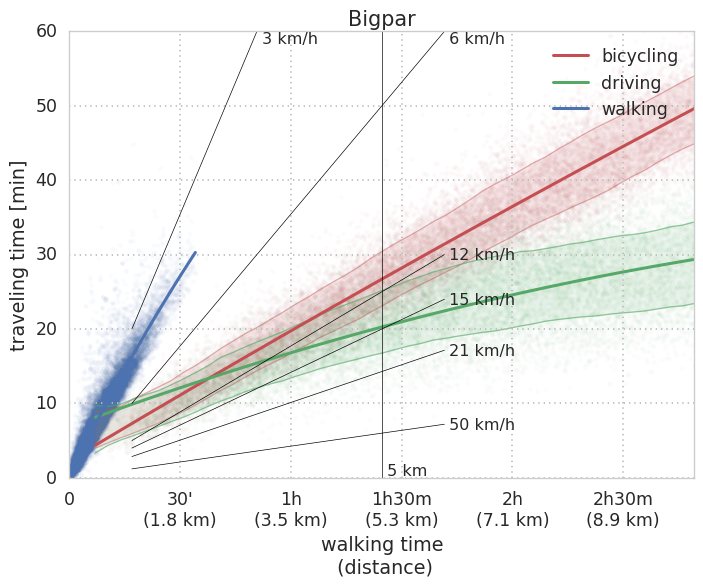 Bigpar
60
50
40
30
20
10
0
traveling time [min]
3 km/h
6 km/h
bicycling
driving
walking
12 km/h
15 km/h
21 km/h
50 km/h
5 km
0
30'
(1.8 km)
1h
(3.5 km)
1h30m
(5.3 km)
2h
(7.1 km)
2h30m
(8.9 km)
walking time
(distance)